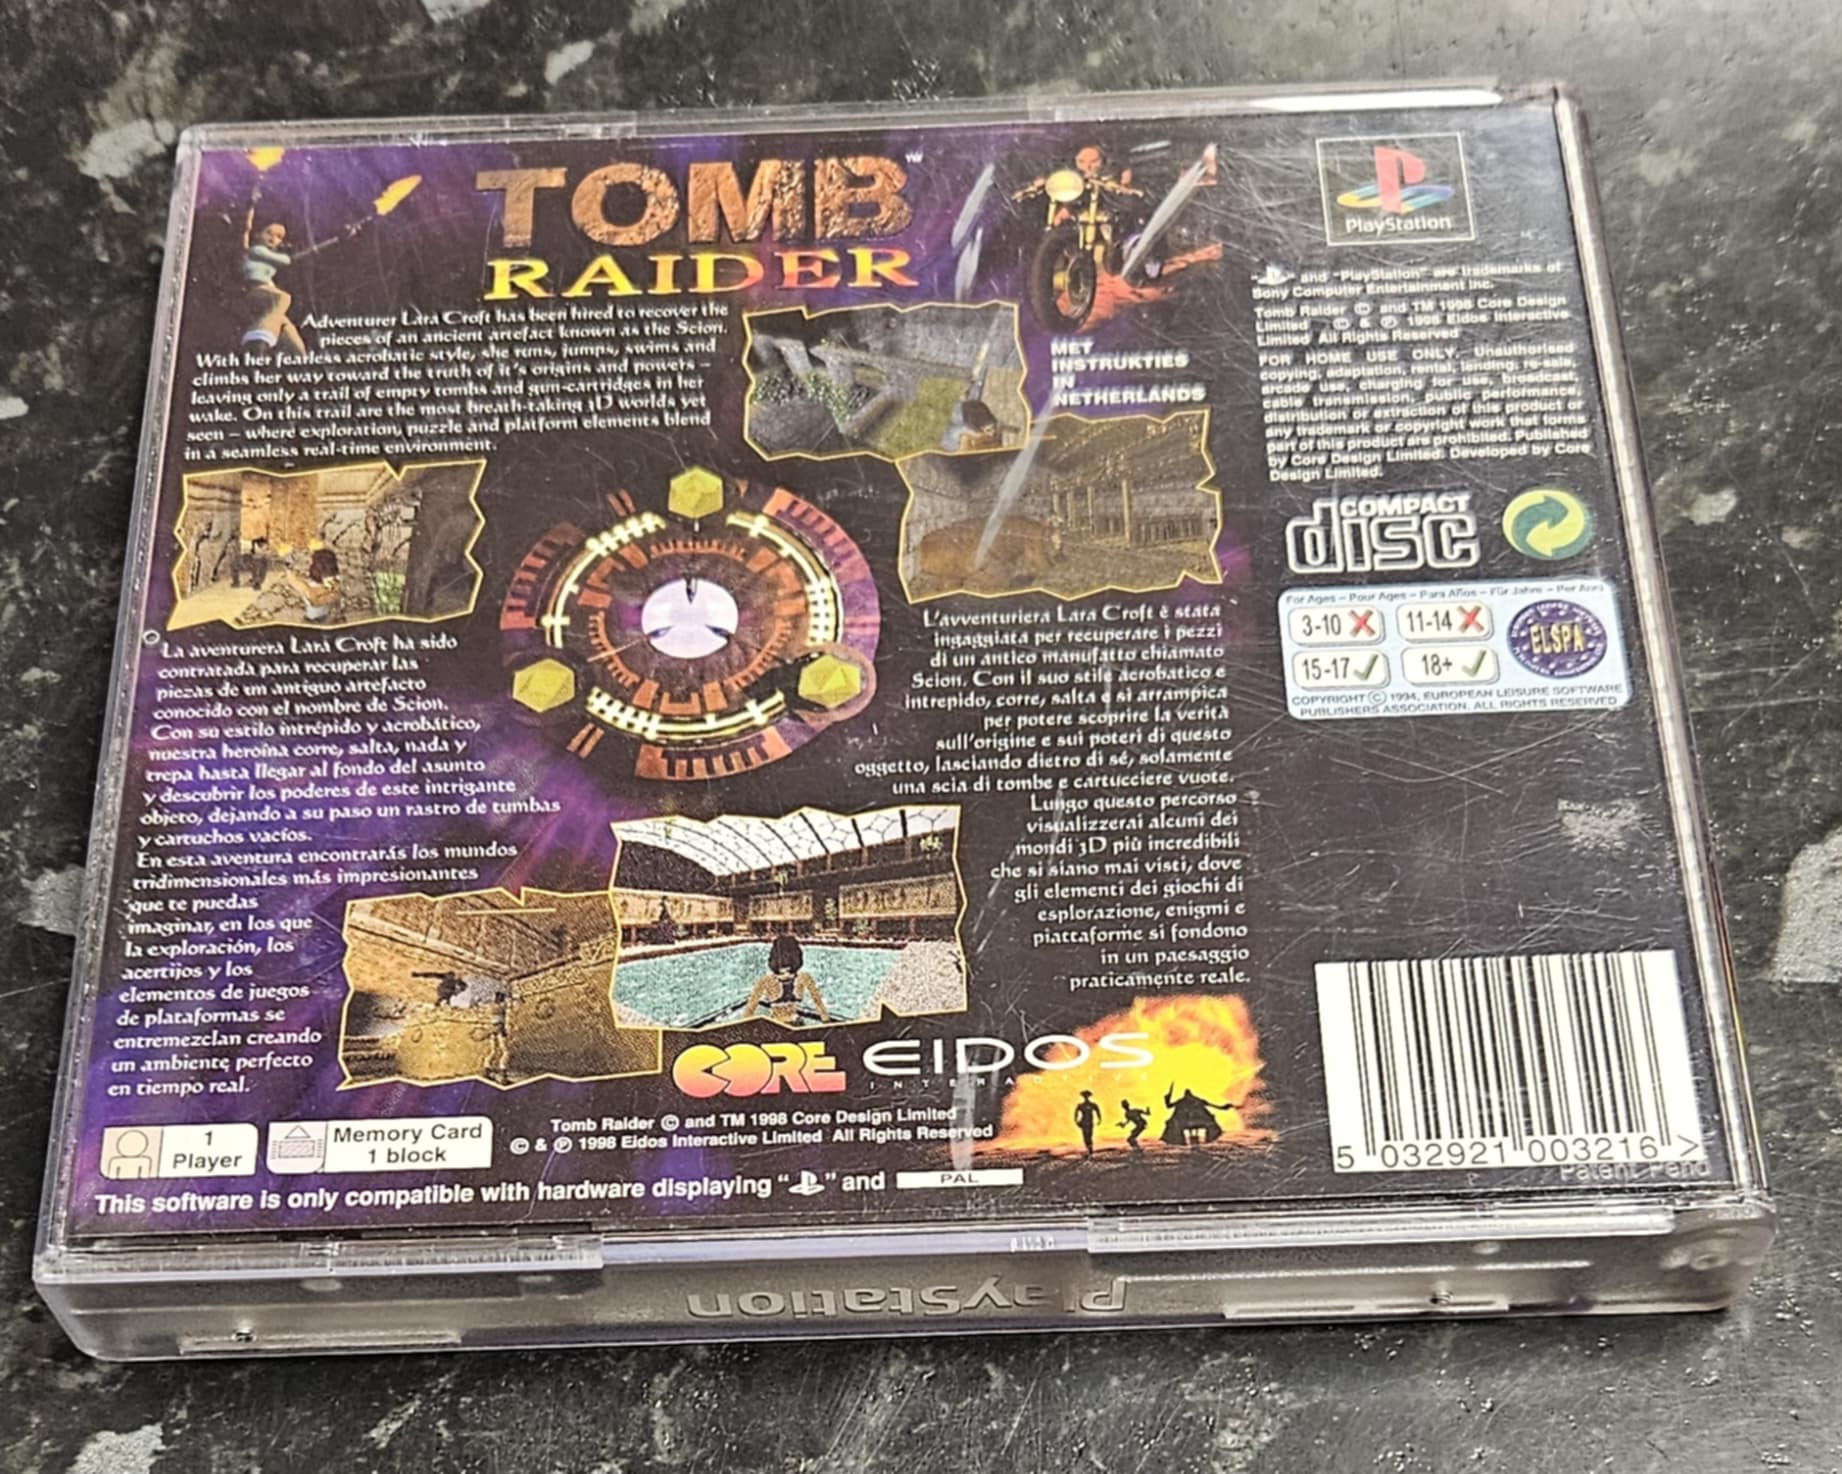 TOMB™
RAIDER
Adventurer Lara Croft has been hired to recover the
pieces of an ancient artefact known as the Scion.
With her fearless acrobatic style, she runs, jumps, swims and
climbs her way toward the truth of it's origins and powers –
leaving only a trail of empty tombs and gun-cartridges in her
wake. On this trail are the most breath-taking 3D worlds yet
seen – where exploration, puzzle and platform elements blend
in a seamless real-time environment.
MET
INSTRUKTIES
IN
NETHERLANDS
La aventurera Lara Croft ha sido
contratada para recuperar las
piezas de un antiguo artefacto
conocido con el nombre de Scion.
Con su estilo intrépido y acrobático,
nuestra heroína corre, salta, nada y
trepa hasta llegar al fondo del asunto
y descubrir los poderes de este intrigante
objeto, dejando a su paso un rastro de tumbas
y cartuchos vacíos.
En esta aventura encontrarás los mundos
tridimensionales más impresionantes
que te puedas
imaginar, en los que
la exploración, los
acertijos y los
elementos de juegos
de plataformas se
entremezclan creando
un ambiente perfecto
en tiempo real.
L'avventuriera Lara Croft è stata
ingaggiata per recuperare i pezzi
di un antico manufatto chiamato
Scion. Con il suo stile acrobatico e
intrepido, corre, salta e si arrampica
per potere scoprire la verità
sull'origine e sui poteri di questo
oggetto, lasciando dietro di sé, solamente
una scia di tombe e cartucciere vuote.
Lungo questo percorso
visualizzerai alcuni dei
mondi 3D più incredibili
che si siano mai visti, dove
gli elementi dei giochi di
esplorazione, enigmi e
piattaforme si fondono
in un paesaggio
praticamente reale.
CORE EIDOS
INTERACTIVE
Tomb Raider © and TM 1998 Core Design Limited
© & ℗ 1998 Eidos Interactive Limited All Rights Reserved
1
Player
Memory Card
1 block
This software is only compatible with hardware displaying "PS" and PAL
PlayStation
"PS" and "PlayStation" are trademarks of
Sony Computer Entertainment Inc.
Tomb Raider © and TM 1998 Core Design
Limited © & ℗ 1998 Eidos Interactive
Limited All Rights Reserved
FOR HOME USE ONLY. Unauthorised
copying, adaptation, rental, lending, re-sale,
arcade use, charging for use, broadcast,
cable transmission, public performance,
distribution or extraction of this product or
any trademark or copyright work that forms
part of this product are prohibited. Published
by Core Design Limited. Developed by Core
Design Limited.
COMPACT
disc
For Ages – Pour Ages – Para Años – Für Jahre – Per Anni
3-10 11-14
15-17 18+
ELSPA
COPYRIGHT © 1994, EUROPEAN LEISURE SOFTWARE
PUBLISHERS ASSOCIATION. ALL RIGHTS RESERVED
5 032921 003216 >
Patent Pend
PlayStation